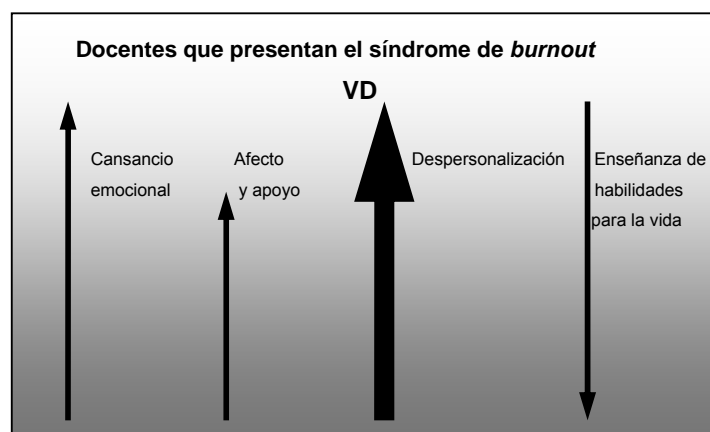 Docentes que presentan el síndrome de burnout
VD
Cansancio
emocional
Afecto
y apoyo
Despersonalización
Enseñanza de
habilidades
para la vida